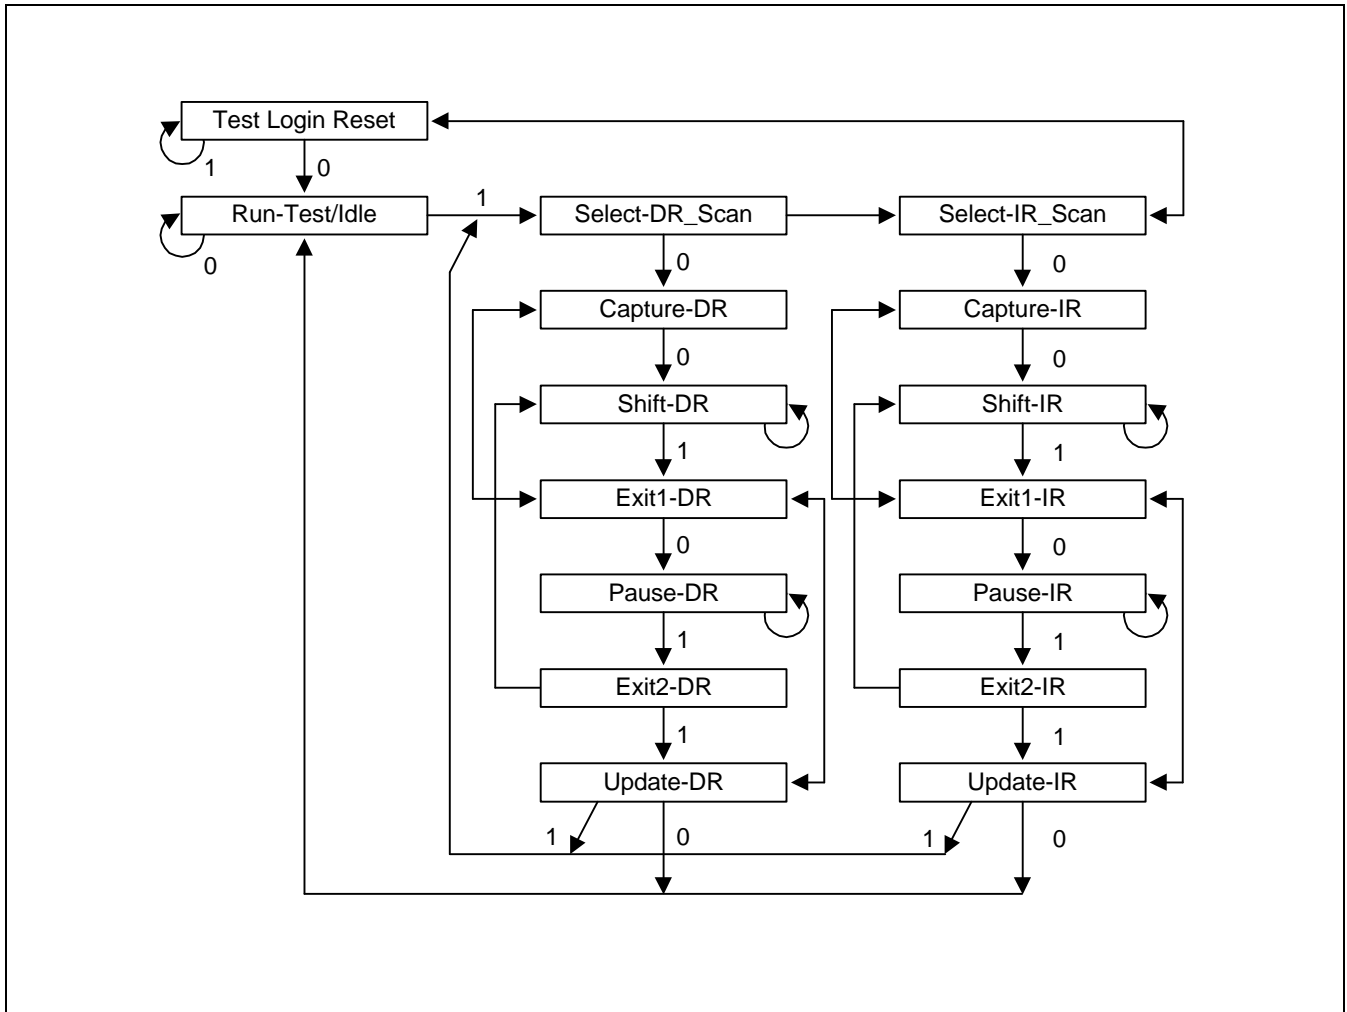 Test Login Reset
1
0
Run-Test/Idle
0
1
Select-DR_Scan
Select-IR_Scan
0
0
Capture-DR
Capture-IR
0
0
Shift-DR
Shift-IR
1
1
Exit1-DR
Exit1-IR
0
0
Pause-DR
Pause-IR
1
1
Exit2-DR
Exit2-IR
1
1
Update-DR
Update-IR
1
0
1
0